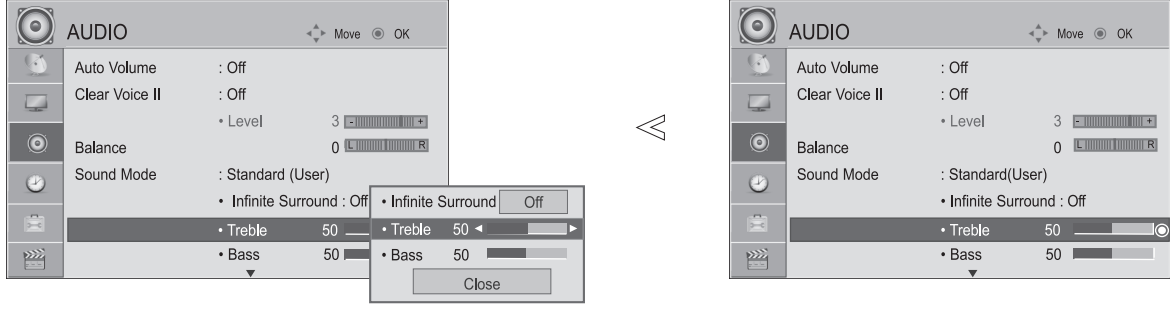 AUDIO
Move OK
Auto Volume : Off
Clear Voice II : Off
• Level 3 - +
Balance 0 L R
Sound Mode : Standard (User)
• Infinite Surround : Off
• Treble 50
• Bass 50
• Infinite Surround Off
• Treble 50
• Bass 50
Close
AUDIO
Move OK
Auto Volume : Off
Clear Voice II : Off
• Level 3 - +
Balance 0 L R
Sound Mode : Standard(User)
• Infinite Surround : Off
• Treble 50
• Bass 50